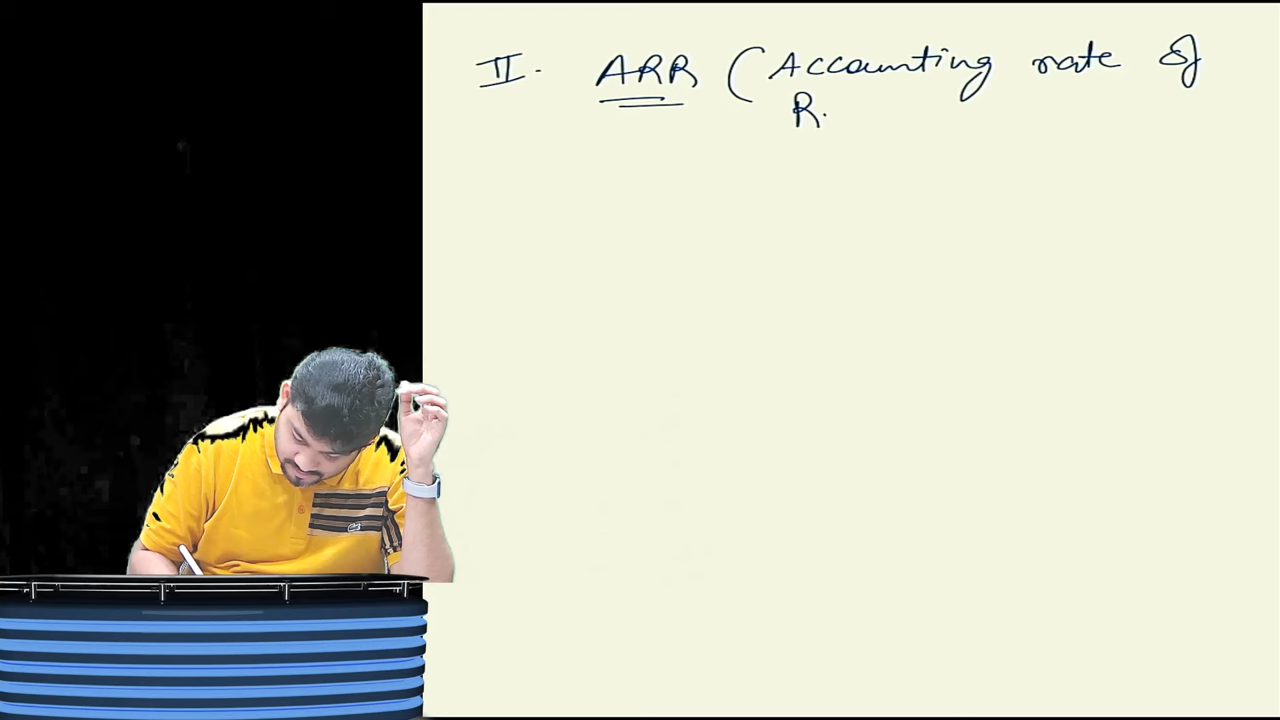 II. ARR (Accounting rate of
R.